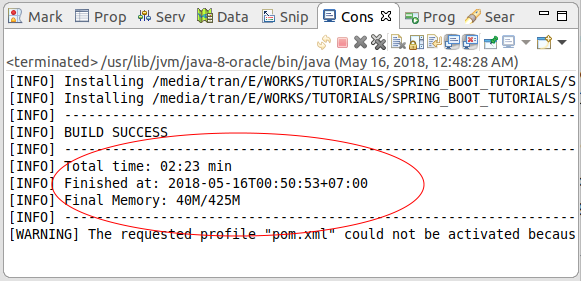 Mark Prop Serv Data Snip Cons Prog Sear
<terminated> /usr/lib/jvm/java-8-oracle/bin/java (May 16, 2018, 12:48:28 AM)
[INFO] Installing /media/tran/E/WORKS/TUTORIALS/SPRING_BOOT_TUTORIALS/S
[INFO] Installing /media/tran/E/WORKS/TUTORIALS/SPRING_BOOT_TUTORIALS/S
[INFO] ----------------------------------------------------------------
[INFO] BUILD SUCCESS
[INFO] ----------------------------------------------------------------
[INFO] Total time: 02:23 min
[INFO] Finished at: 2018-05-16T00:50:53+07:00
[INFO] Final Memory: 40M/425M
[INFO] ----------------------------------------------------------------
[WARNING] The requested profile "pom.xml" could not be activated becaus